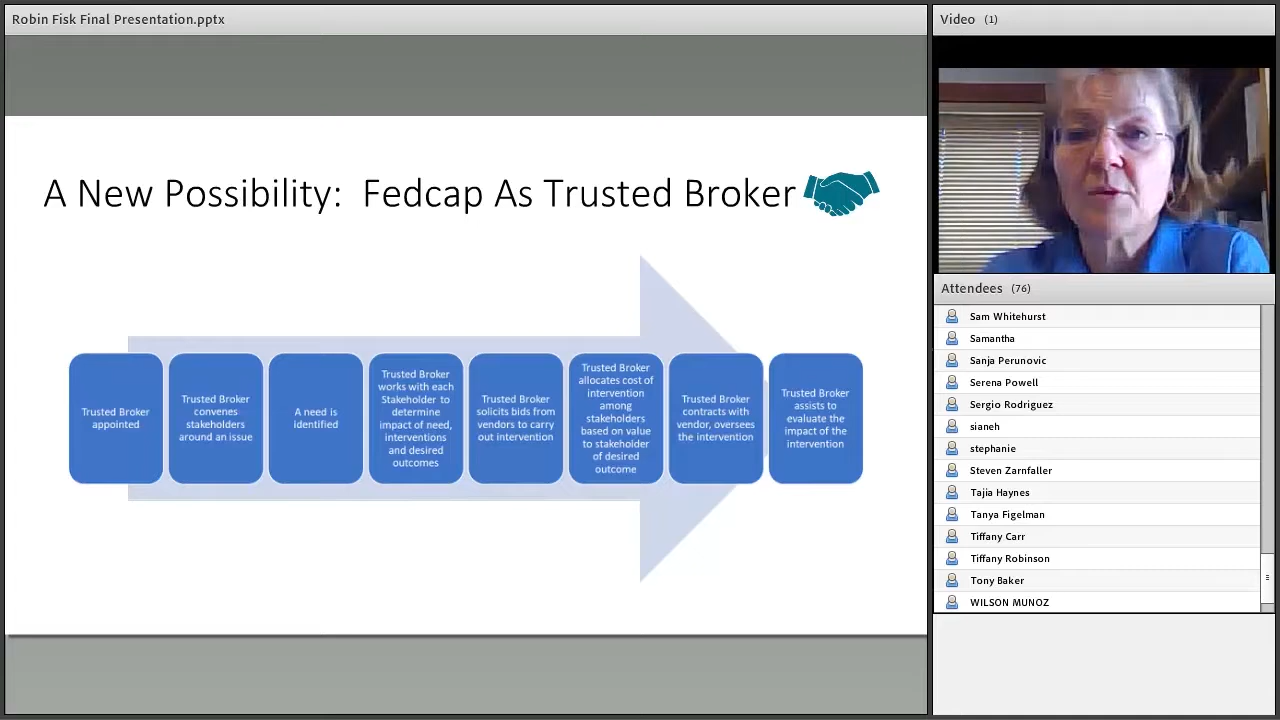 Robin Fisk Final Presentation.pptx
A New Possibility:  Fedcap As Trusted Broker
Trusted Broker
appointed
Trusted Broker
convenes
stakeholders
around an issue
A need is
identified
Trusted Broker
works with each
Stakeholder to
determine
impact of need,
interventions
and desired
outcomes
Trusted Broker
solicits bids from
vendors to carry
out intervention
Trusted Broker
allocates cost of
intervention
among
stakeholders
based on value
to stakeholder
of desired
outcome
Trusted Broker
contracts with
vendor, oversees
the intervention
Trusted Broker
assists to
evaluate the
impact of the
intervention
Video (1)
Attendees (76)
Sam Whitehurst
Samantha
Sanja Perunovic
Serena Powell
Sergio Rodriguez
sianeh
stephanie
Steven Zarnfaller
Tajia Haynes
Tanya Figelman
Tiffany Carr
Tiffany Robinson
Tony Baker
WILSON MUNOZ